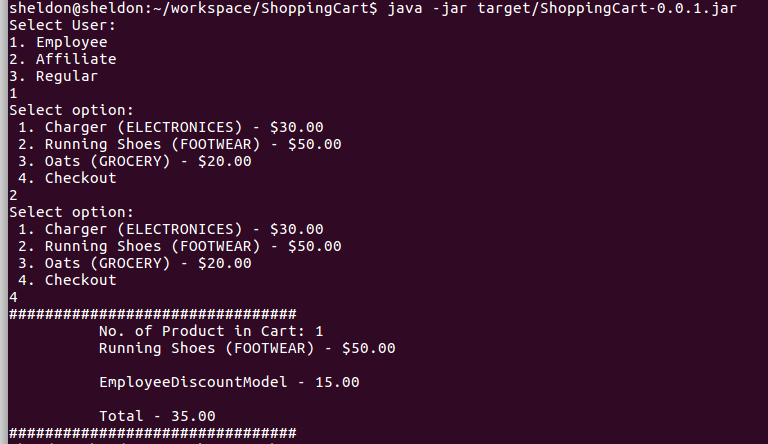 sheldon@sheldon:~/workspace/ShoppingCart$ java -jar target/ShoppingCart-0.0.1.jar
Select User:
1. Employee
2. Affiliate
3. Regular
1
Select option:
 1. Charger (ELECTRONICES) - $30.00
 2. Running Shoes (FOOTWEAR) - $50.00
 3. Oats (GROCERY) - $20.00
 4. Checkout
2
Select option:
 1. Charger (ELECTRONICES) - $30.00
 2. Running Shoes (FOOTWEAR) - $50.00
 3. Oats (GROCERY) - $20.00
 4. Checkout
4
################################
          No. of Product in Cart: 1
          Running Shoes (FOOTWEAR) - $50.00

          EmployeeDiscountModel - 15.00

          Total - 35.00
################################